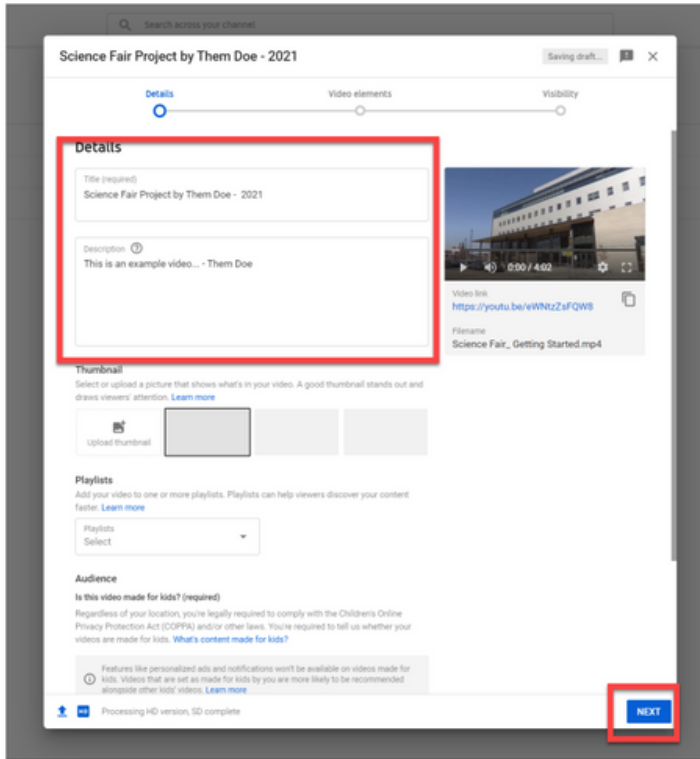 Search across your channel
Science Fair Project by Them Doe - 2021
Saving draft...
Details
Video elements
Visibility
Details
Title (required)
Science Fair Project by Them Doe - 2021
Description
This is an example video... - Them Doe
0:00 / 4:02
Video link
https://youtu.be/eWNtzZsFQW8
Filename
Science Fair_ Getting Started.mp4
Thumbnail
Select or upload a picture that shows what's in your video. A good thumbnail stands out and
draws viewers' attention. Learn more
Upload thumbnail
Playlists
Add your video to one or more playlists. Playlists can help viewers discover your content
faster. Learn more
Playlists
Select
Audience
Is this video made for kids? (required)
Regardless of your location, you're legally required to comply with the Children's Online
Privacy Protection Act (COPPA) and/or other laws. You're required to tell us whether your
videos are made for kids. What's content made for kids?
Features like personalized ads and notifications won't be available on videos made for
kids. Videos that are set as made for kids by you are more likely to be recommended
alongside other kids' videos. Learn more
HD
Processing HD version, SD complete
NEXT